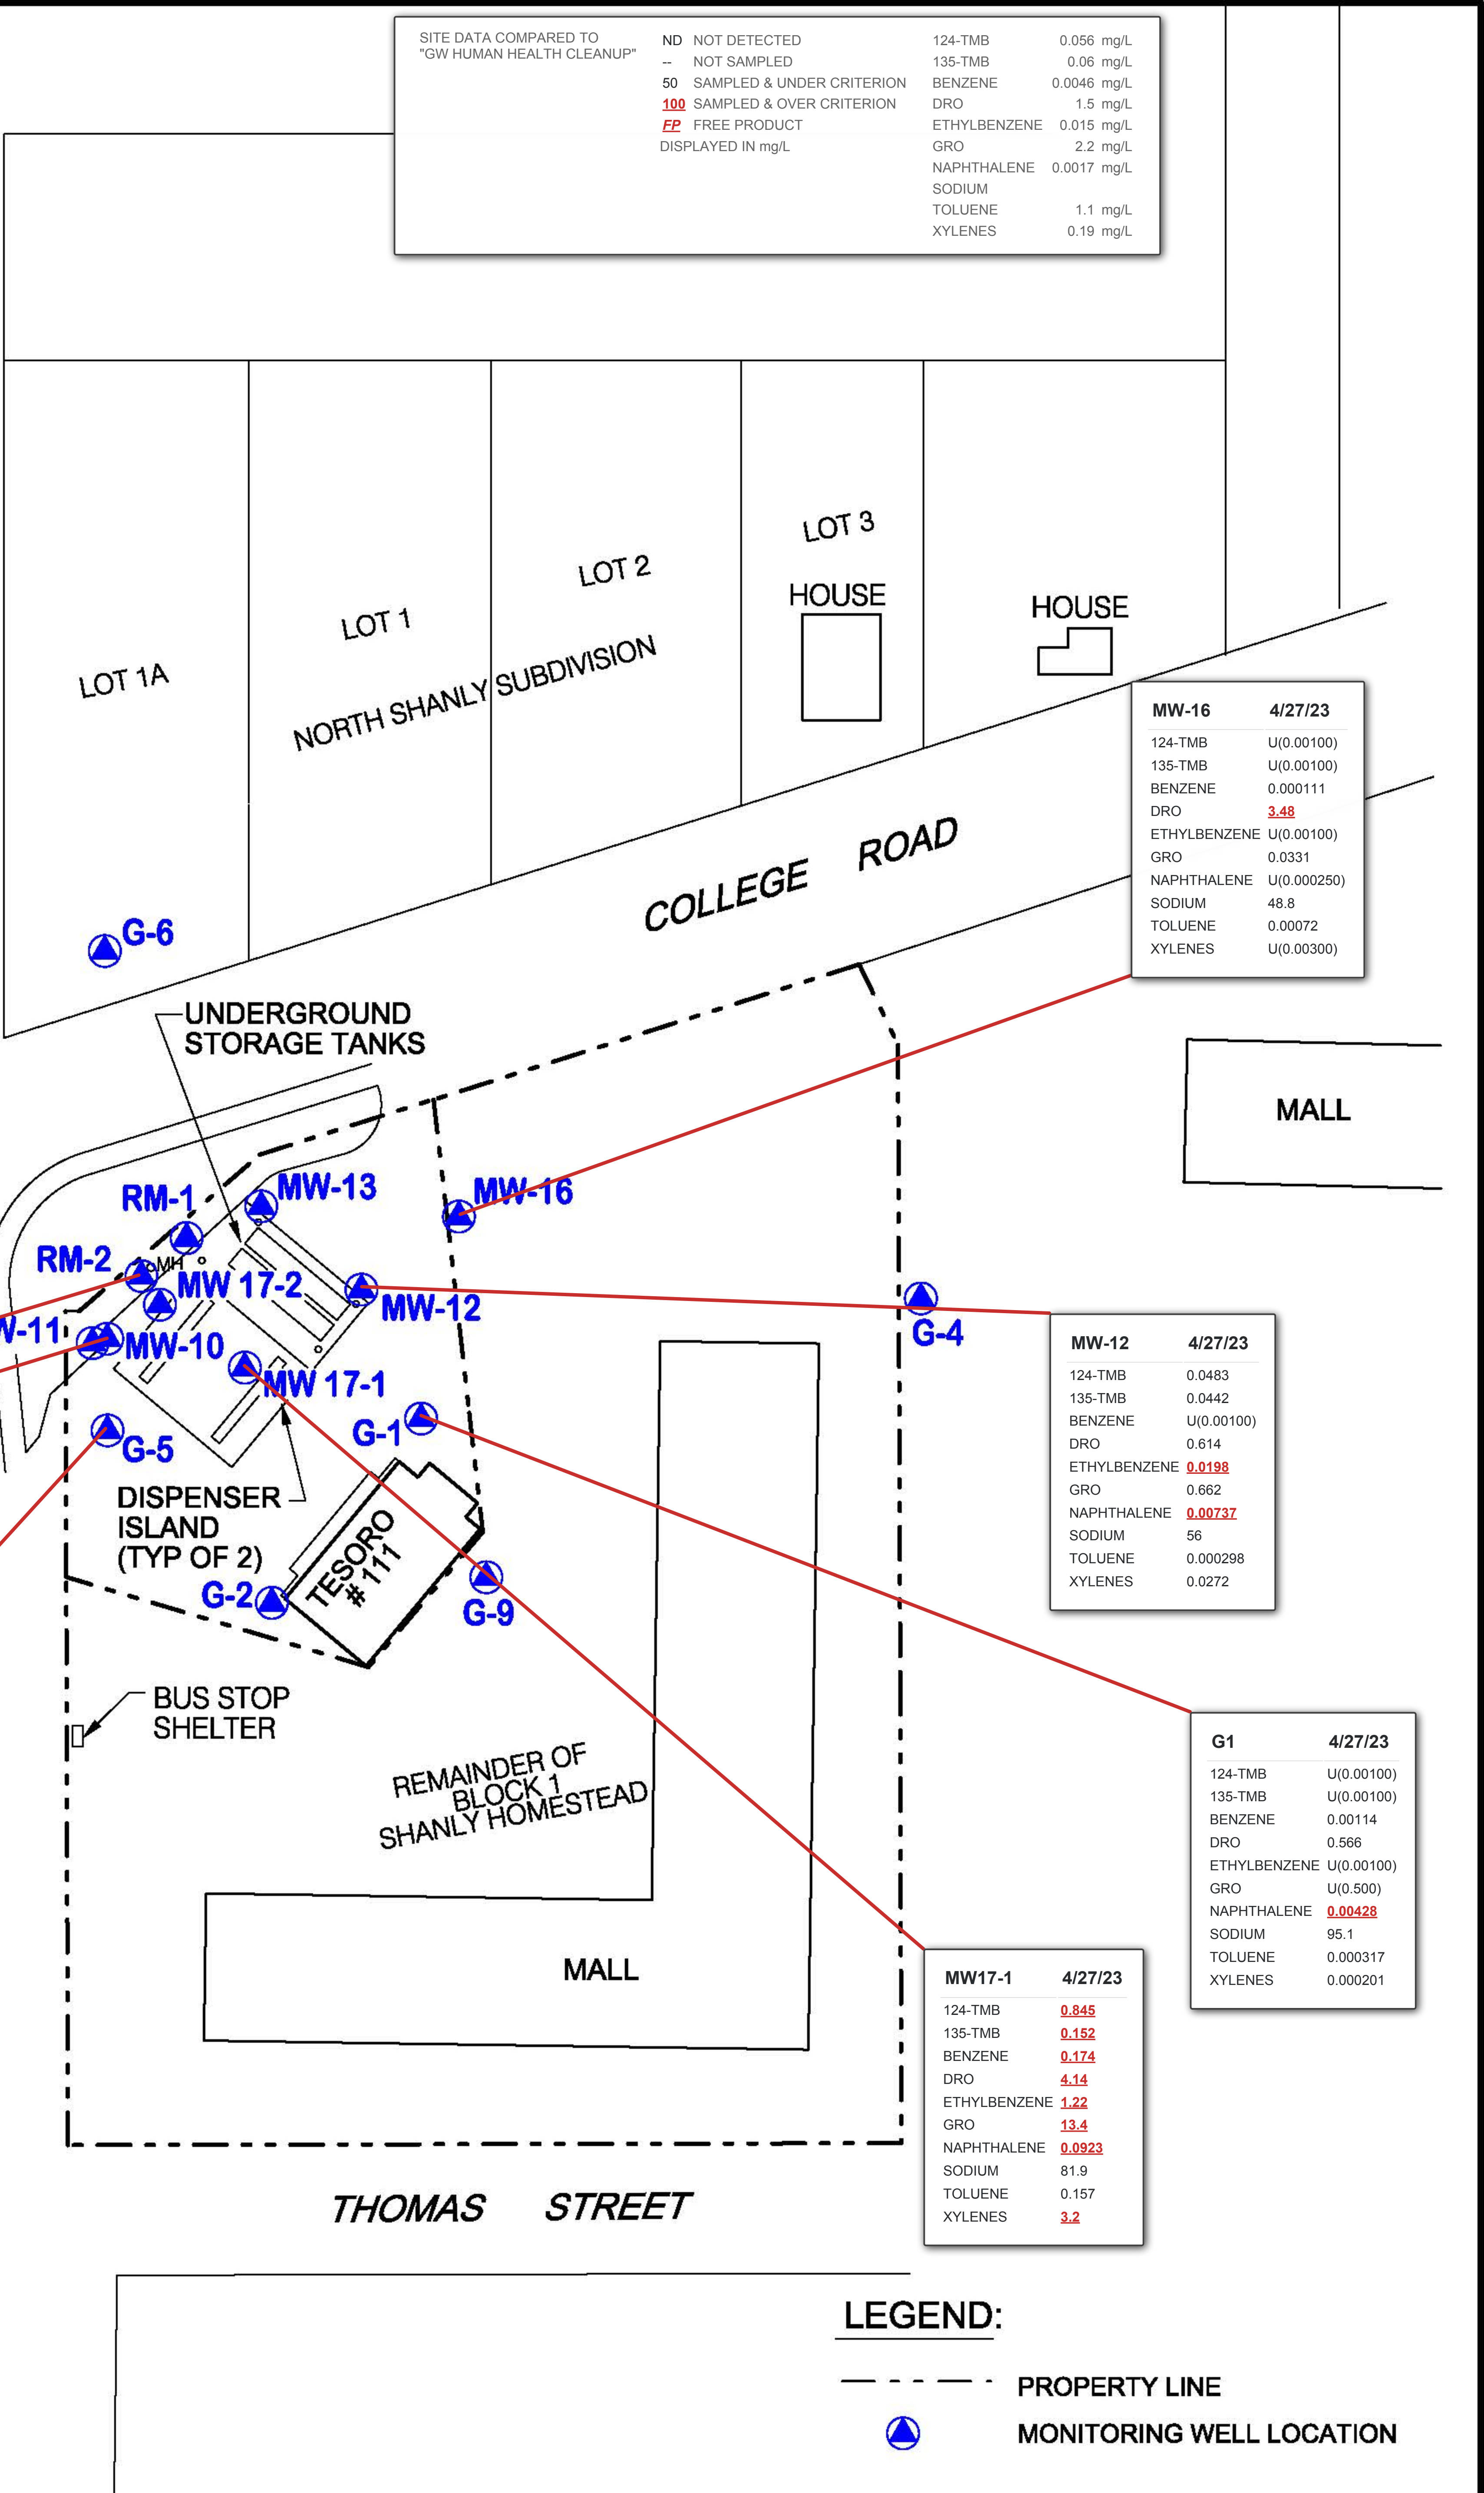 SITE DATA COMPARED TO
"GW HUMAN HEALTH CLEANUP"
ND NOT DETECTED
-- NOT SAMPLED
50 SAMPLED & UNDER CRITERION
100 SAMPLED & OVER CRITERION
FP FREE PRODUCT
DISPLAYED IN mg/L
124-TMB 0.056 mg/L
135-TMB 0.06 mg/L
BENZENE 0.0046 mg/L
DRO 1.5 mg/L
ETHYLBENZENE 0.015 mg/L
GRO 2.2 mg/L
NAPHTHALENE 0.0017 mg/L
SODIUM
TOLUENE 1.1 mg/L
XYLENES 0.19 mg/L
LOT 3
HOUSE
LOT 2
HOUSE
LOT 1
LOT 1A
NORTH SHANLY SUBDIVISION
MW-16 4/27/23
124-TMB U(0.00100)
135-TMB U(0.00100)
BENZENE 0.000111
DRO 3.48
ETHYLBENZENE U(0.00100)
GRO 0.0331
NAPHTHALENE U(0.000250)
SODIUM 48.8
TOLUENE 0.00072
XYLENES U(0.00300)
COLLEGE ROAD
G-6
UNDERGROUND
STORAGE TANKS
MALL
RM-1
MW-13
MW-16
RM-2
MH
MW 17-2
MW-12
G-4
W-11
MW-10
MW 17-1
G-1
G-5
MW-12 4/27/23
124-TMB 0.0483
135-TMB 0.0442
BENZENE U(0.00100)
DRO 0.614
ETHYLBENZENE 0.0198
GRO 0.662
NAPHTHALENE 0.00737
SODIUM 56
TOLUENE 0.000298
XYLENES 0.0272
DISPENSER
ISLAND
(TYP OF 2)
TESORO
# 111
G-2
G-9
BUS STOP
SHELTER
REMAINDER OF
BLOCK 1
SHANLY HOMESTEAD
G1 4/27/23
124-TMB U(0.00100)
135-TMB U(0.00100)
BENZENE 0.00114
DRO 0.566
ETHYLBENZENE U(0.00100)
GRO U(0.500)
NAPHTHALENE 0.00428
SODIUM 95.1
TOLUENE 0.000317
XYLENES 0.000201
MALL
MW17-1 4/27/23
124-TMB 0.845
135-TMB 0.152
BENZENE 0.174
DRO 4.14
ETHYLBENZENE 1.22
GRO 13.4
NAPHTHALENE 0.0923
SODIUM 81.9
TOLUENE 0.157
XYLENES 3.2
THOMAS STREET
LEGEND:
PROPERTY LINE
MONITORING WELL LOCATION